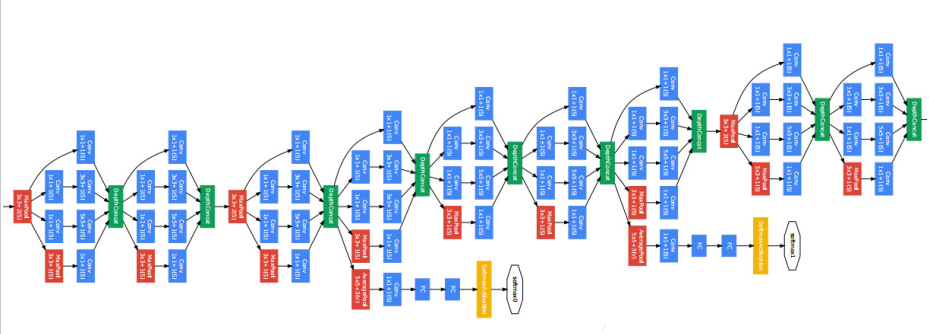 MaxPool
3x3+2(S)
Conv
1x1+1(S)
Conv
1x1+1(S)
MaxPool
3x3+1(S)
Conv
1x1+1(S)
Conv
3x3+1(S)
Conv
5x5+1(S)
Conv
1x1+1(S)
DepthConcat
Conv
1x1+1(S)
Conv
1x1+1(S)
MaxPool
3x3+1(S)
Conv
1x1+1(S)
Conv
3x3+1(S)
Conv
5x5+1(S)
Conv
1x1+1(S)
DepthConcat
MaxPool
3x3+2(S)
Conv
1x1+1(S)
Conv
1x1+1(S)
MaxPool
3x3+1(S)
Conv
1x1+1(S)
Conv
3x3+1(S)
Conv
5x5+1(S)
Conv
1x1+1(S)
DepthConcat
Conv
1x1+1(S)
Conv
1x1+1(S)
MaxPool
3x3+1(S)
AveragePool
5x5+3(V)
Conv
1x1+1(S)
Conv
3x3+1(S)
Conv
5x5+1(S)
Conv
1x1+1(S)
Conv
1x1+1(S)
DepthConcat
FC
FC
Conv
1x1+1(S)
Conv
1x1+1(S)
MaxPool
3x3+1(S)
Conv
1x1+1(S)
Conv
3x3+1(S)
Conv
5x5+1(S)
Conv
1x1+1(S)
SoftmaxActivation
DepthConcat
softmax0
Conv
1x1+1(S)
Conv
1x1+1(S)
MaxPool
3x3+1(S)
Conv
1x1+1(S)
Conv
3x3+1(S)
Conv
5x5+1(S)
Conv
1x1+1(S)
DepthConcat
Conv
1x1+1(S)
Conv
1x1+1(S)
MaxPool
3x3+1(S)
AveragePool
5x5+3(V)
Conv
1x1+1(S)
Conv
3x3+1(S)
Conv
5x5+1(S)
Conv
1x1+1(S)
Conv
1x1+1(S)
DepthConcat
FC
FC
MaxPool
3x3+2(S)
SoftmaxActivation
softmax1
Conv
1x1+1(S)
Conv
1x1+1(S)
MaxPool
3x3+1(S)
Conv
1x1+1(S)
Conv
3x3+1(S)
Conv
5x5+1(S)
Conv
1x1+1(S)
DepthConcat
Conv
1x1+1(S)
Conv
1x1+1(S)
MaxPool
3x3+1(S)
Conv
1x1+1(S)
Conv
3x3+1(S)
Conv
5x5+1(S)
Conv
1x1+1(S)
DepthConcat